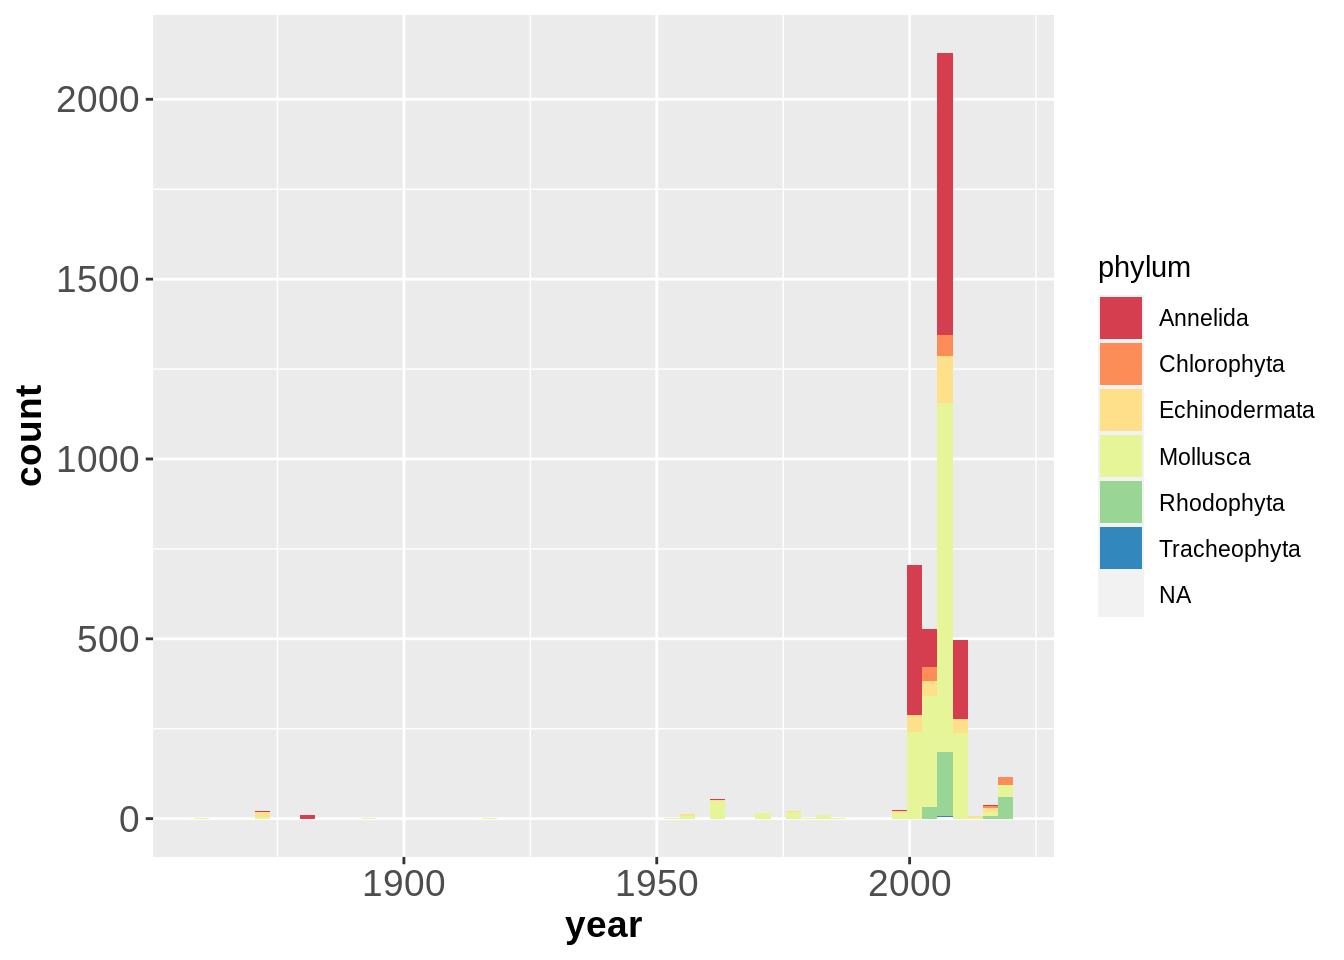 2000
1500
1000
500
0
count
1900 1950 2000
year
phylum
Annelida
Chlorophyta
Echinodermata
Mollusca
Rhodophyta
Tracheophyta
NA